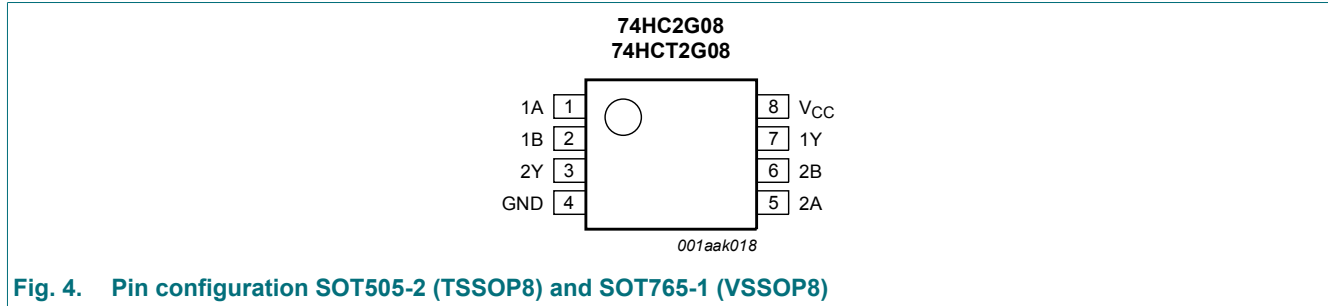 74HC2G08
74HCT2G08
1A 1 8 VCC
1B 2 7 1Y
2Y 3 6 2B
GND 4 5 2A
001aak018
Fig. 4. Pin configuration SOT505-2 (TSSOP8) and SOT765-1 (VSSOP8)